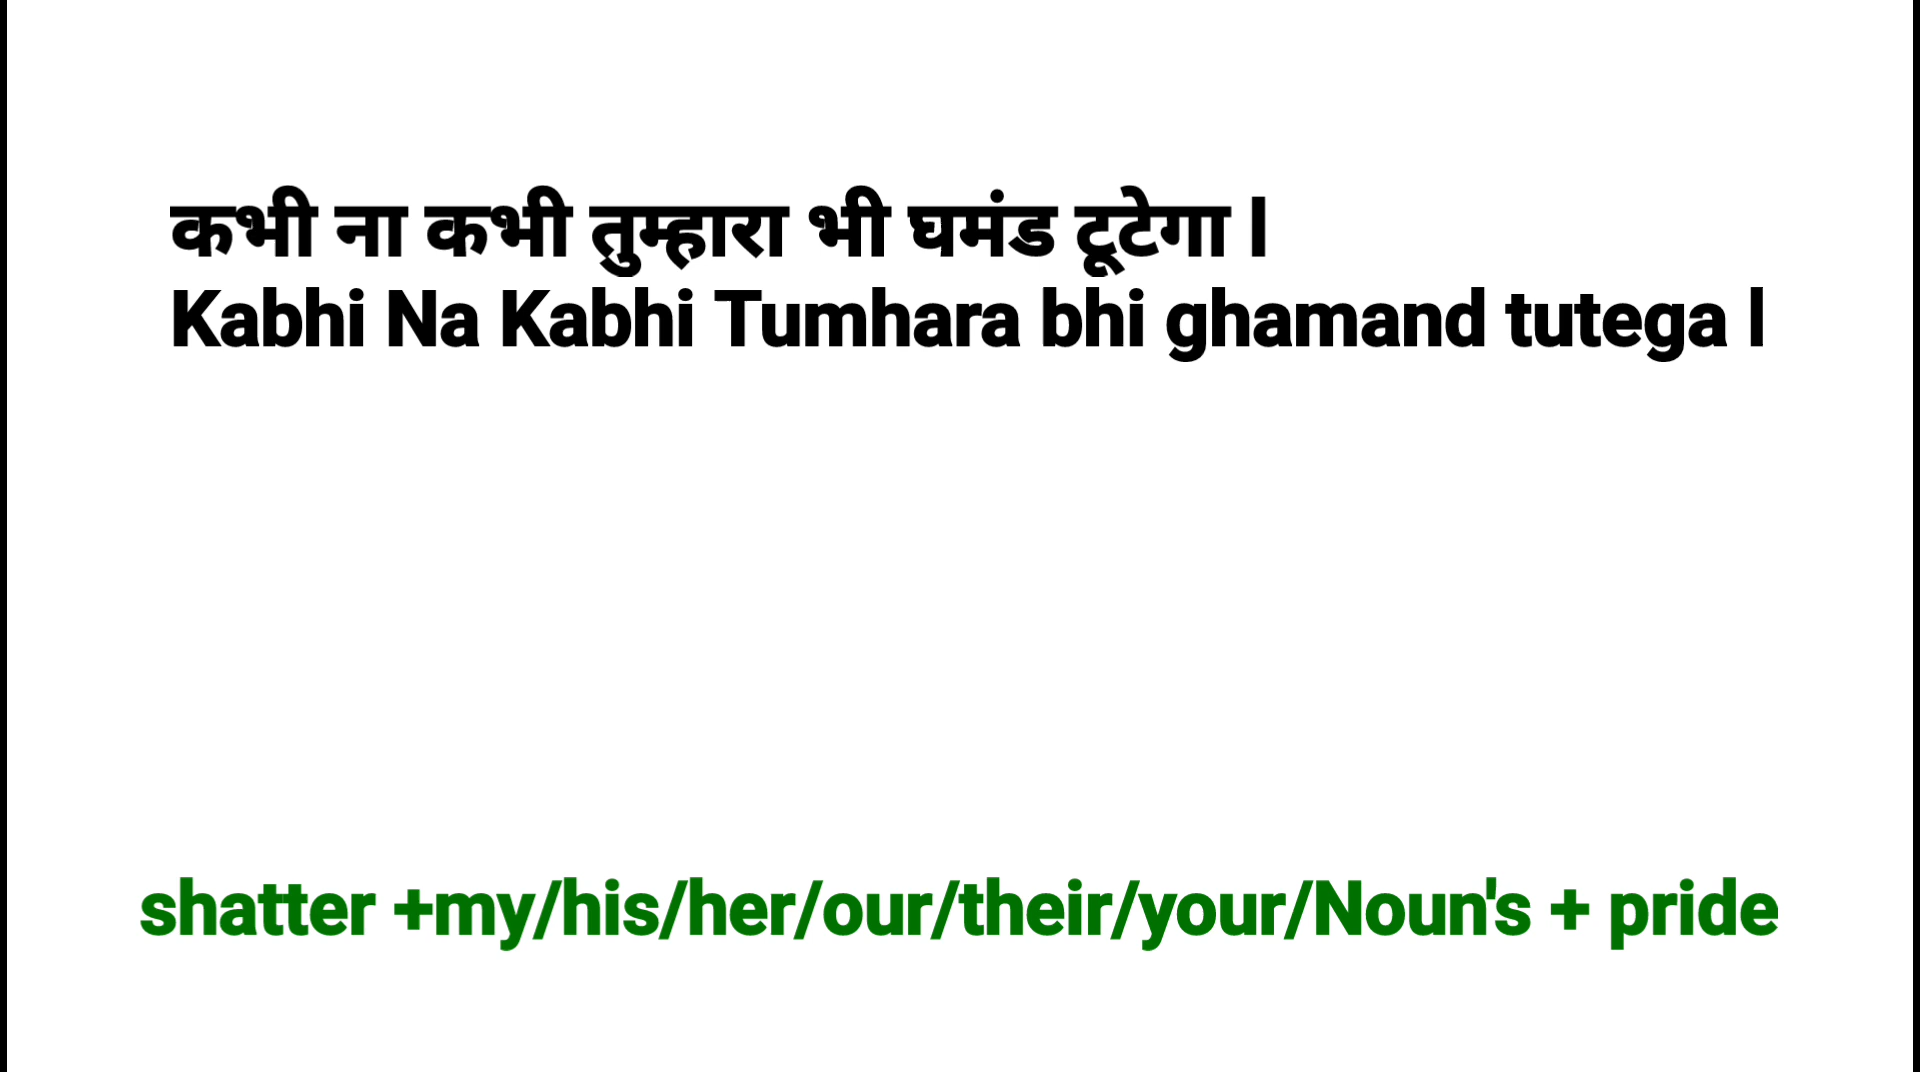 कभी ना कभी तुम्हारा भी घमंड टूटेगा l
Kabhi Na Kabhi Tumhara bhi ghamand tutega l
shatter +my/his/her/our/their/your/Noun's + pride